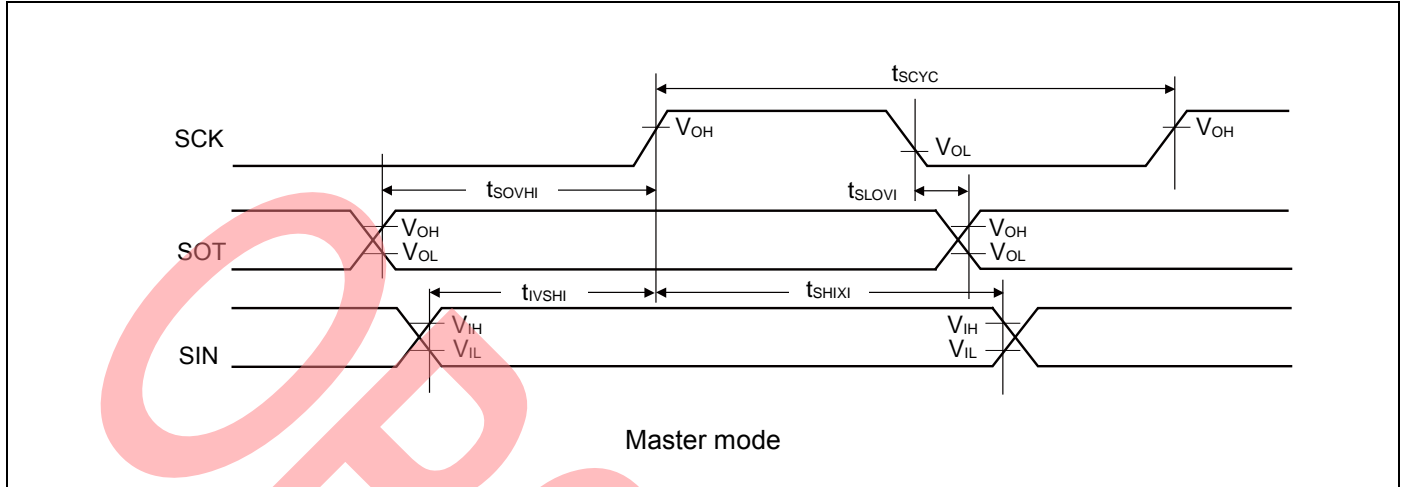 tSCYC
SCK
VOH
VOL
VOH
tSOVHI
tSLOVI
SOT
VOH
VOL
VOH
VOL
tIVSHI
tSHIXI
SIN
VIH
VIL
VIH
VIL
Master mode